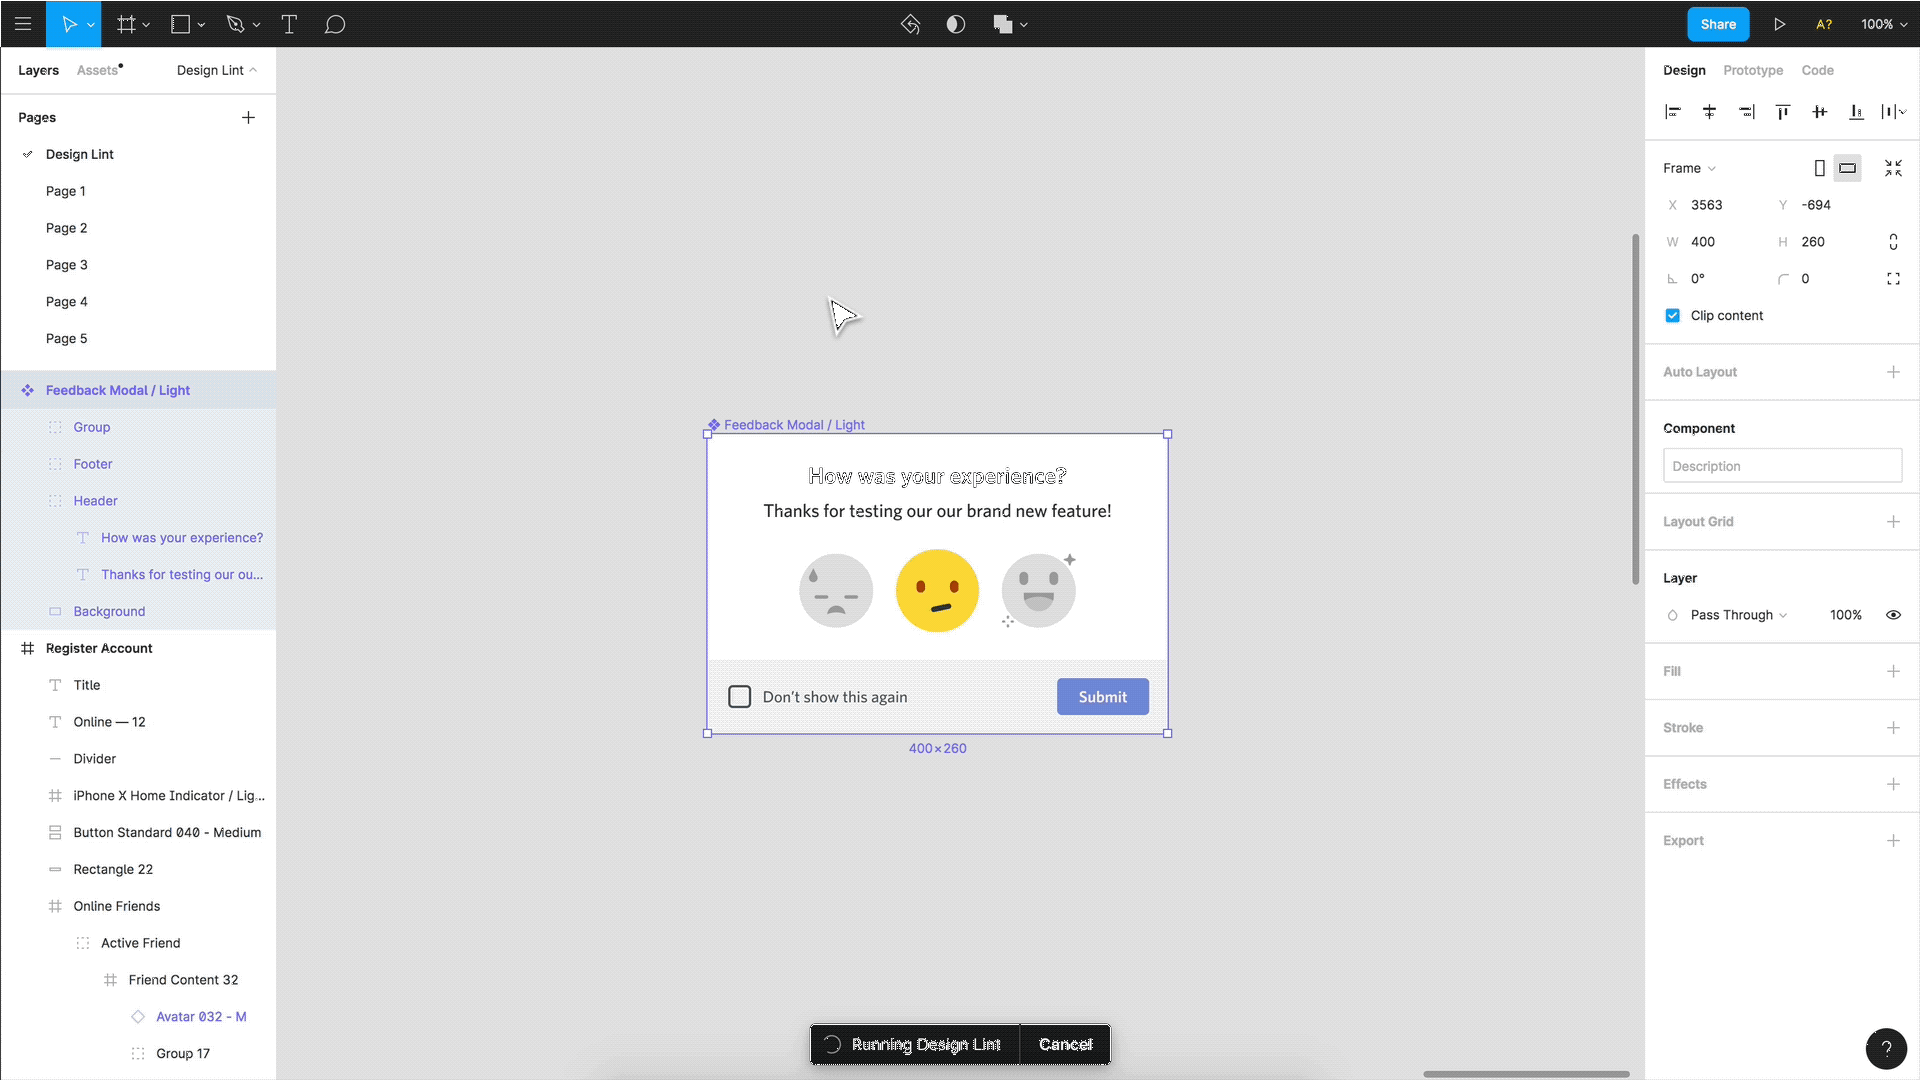 Share
A?
100%
Layers
Assets
Design Lint
Pages
Design Lint
Page 1
Page 2
Page 3
Page 4
Page 5
Feedback Modal / Light
Group
Footer
Header
How was your experience?
Thanks for testing our ou...
Background
Register Account
Title
Online — 12
Divider
iPhone X Home Indicator / Lig...
Button Standard 040 - Medium
Rectangle 22
Online Friends
Active Friend
Friend Content 32
Avatar 032 - M
Group 17
Feedback Modal / Light
How was your experience?
Thanks for testing our our brand new feature!
Don't show this again
Submit
400×260
Running Design Lint
Cancel
Design
Prototype
Code
Frame
X 3563
Y -694
W 400
H 260
0°
0
Clip content
Auto Layout
Component
Description
Layout Grid
Layer
Pass Through
100%
Fill
Stroke
Effects
Export
?